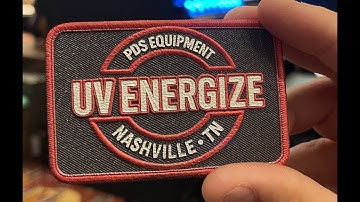 PDS EQUIPMENT
UV ENERGIZE
NASHVILLE • TN